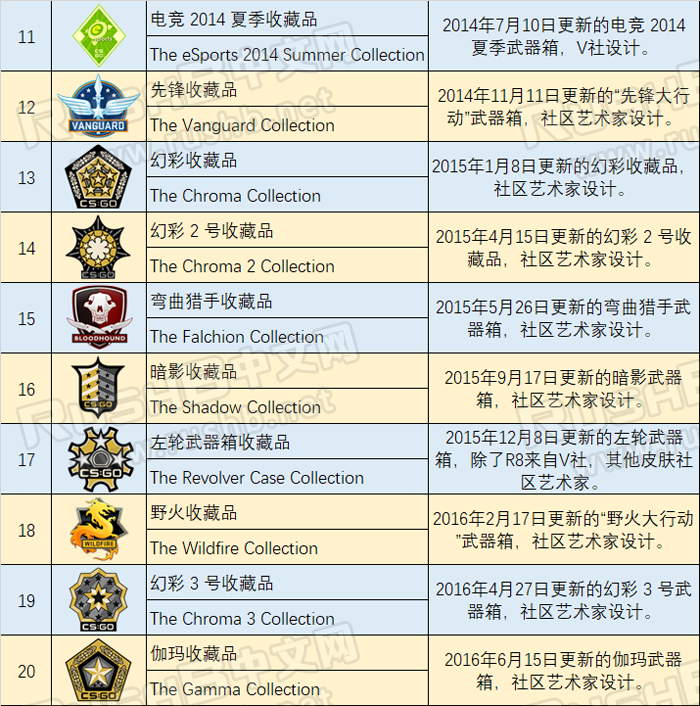 11
esports
电竞 2014 夏季收藏品
The eSports 2014 Summer Collection
2014年7月10日更新的电竞 2014
夏季武器箱，V社设计。
12
VANGUARD
先锋收藏品
The Vanguard Collection
2014年11月11日更新的“先锋大行
动”武器箱，社区艺术家设计。
13
CS:GO
幻彩收藏品
The Chroma Collection
2015年1月8日更新的幻彩收藏品，
社区艺术家设计。
14
CS:GO
幻彩 2 号收藏品
The Chroma 2 Collection
2015年4月15日更新的幻彩 2 号收
藏品，社区艺术家设计。
15
BLOODHOUND
弯曲猎手收藏品
The Falchion Collection
2015年5月26日更新的弯曲猎手武
器箱，社区艺术家设计。
16
CS:GO
暗影收藏品
The Shadow Collection
2015年9月17日更新的暗影武器
箱，社区艺术家设计。
17
CS:GO
左轮武器箱收藏品
The Revolver Case Collection
2015年12月8日更新的左轮武器
箱，除了R8来自V社，其他皮肤社
区艺术家。
18
WILDFIRE
野火收藏品
The Wildfire Collection
2016年2月17日更新的“野火大行动
”武器箱，社区艺术家设计。
19
CS:GO
幻彩 3 号收藏品
The Chroma 3 Collection
2016年4月27日更新的幻彩 3 号武
器箱，社区艺术家设计。
20
CS:GO
伽玛收藏品
The Gamma Collection
2016年6月15日更新的伽玛武器
箱，社区艺术家设计。
RUSHB中文网
www.rushb.net